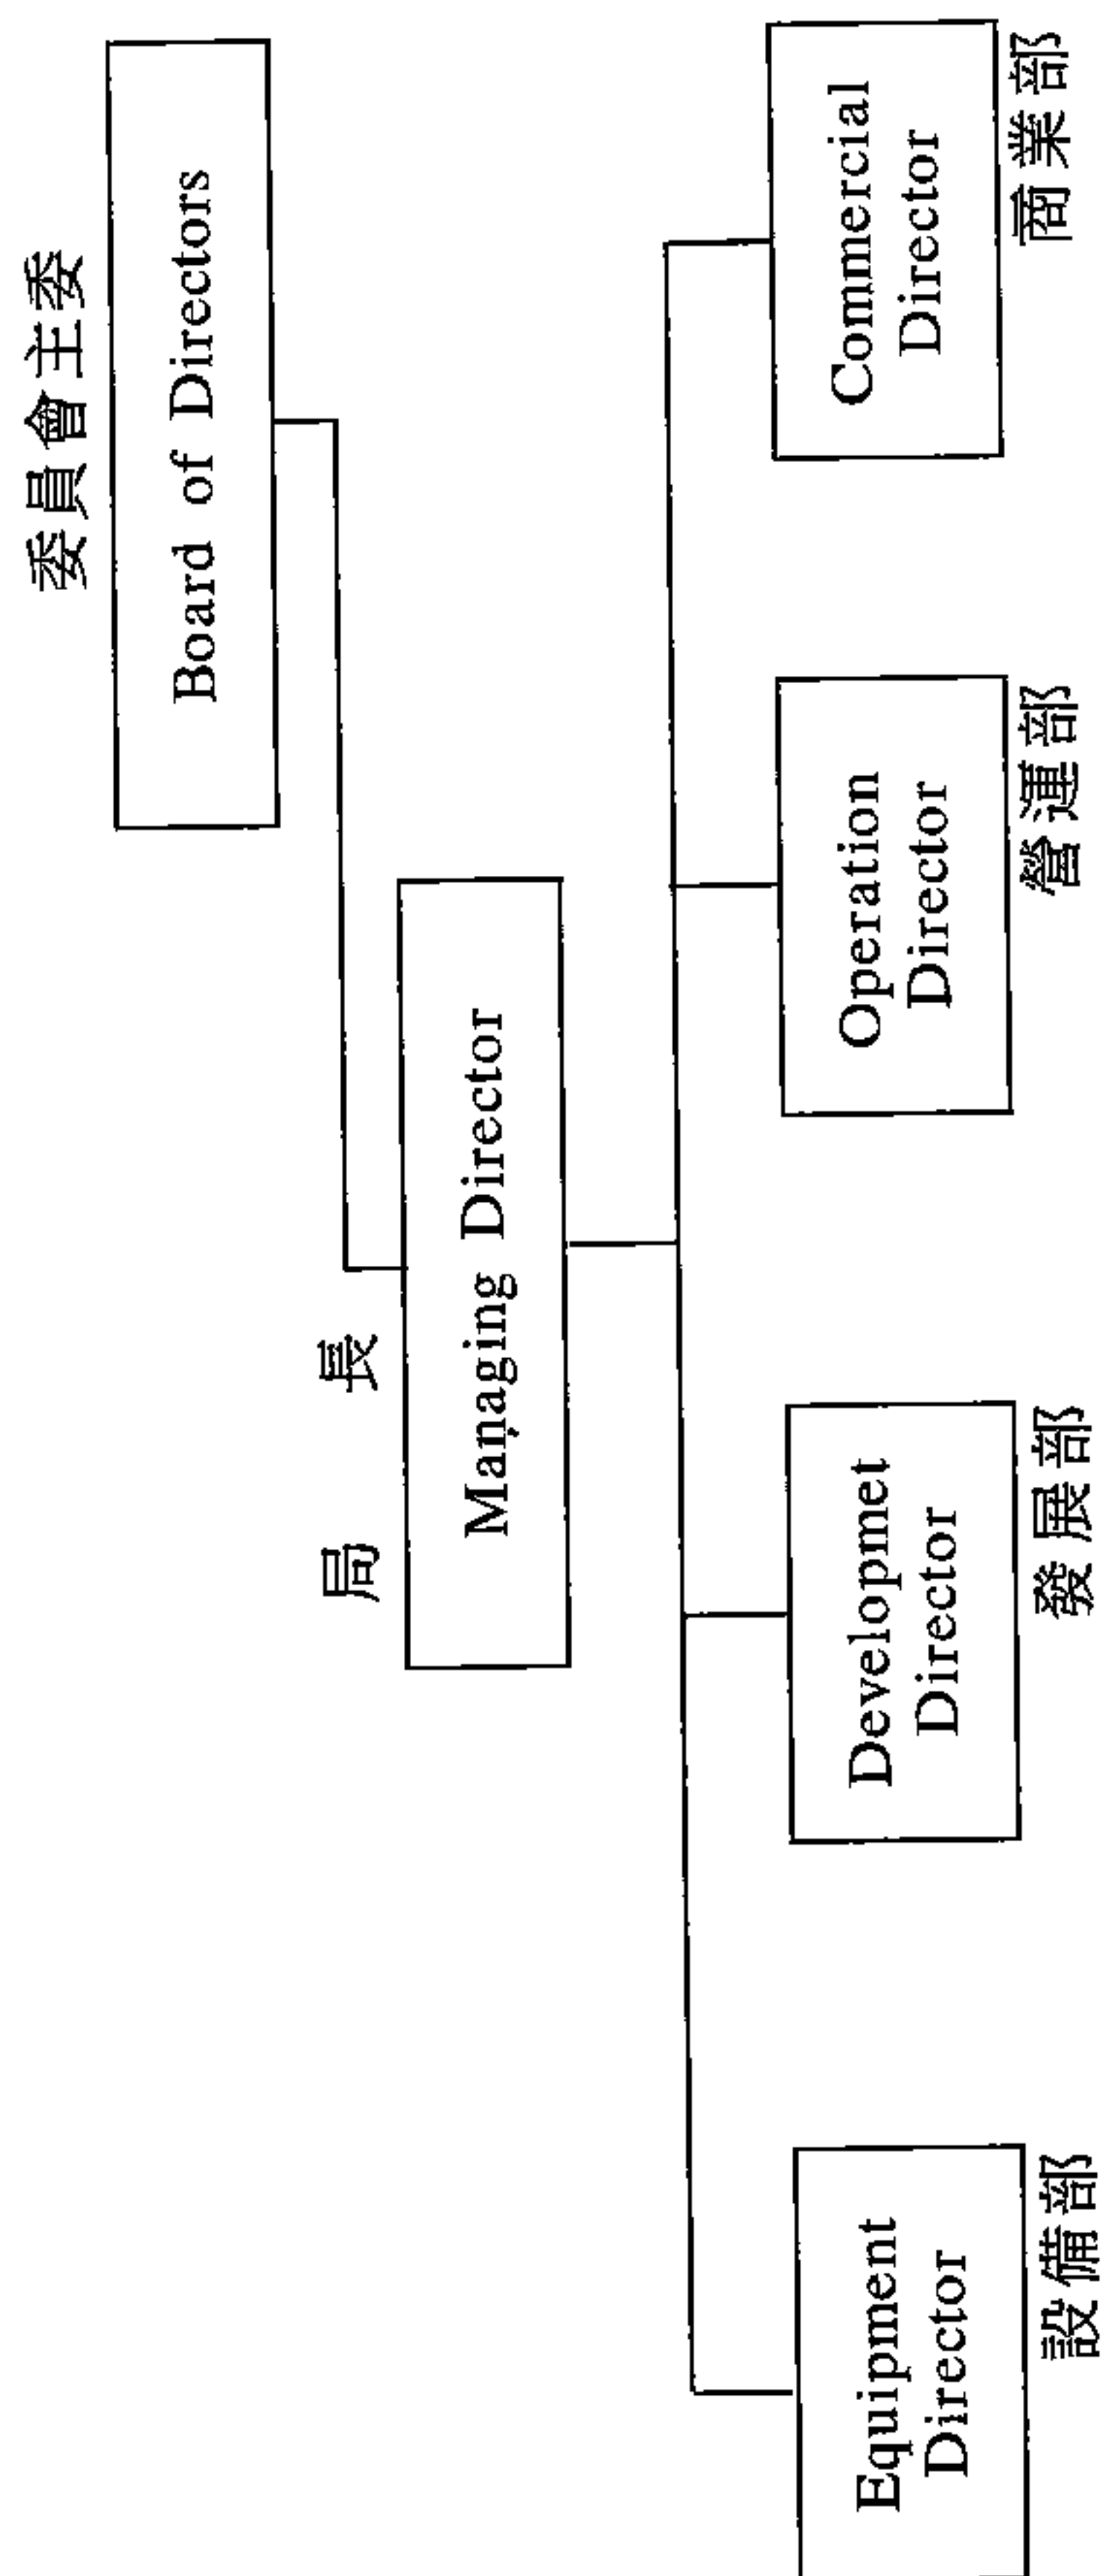 委員會主委
Board of Directors
局長
Managing Director
Equipment
Director
設備部
Developmet
Director
發展部
Operation
Director
營運部
Commercial
Director
商業部